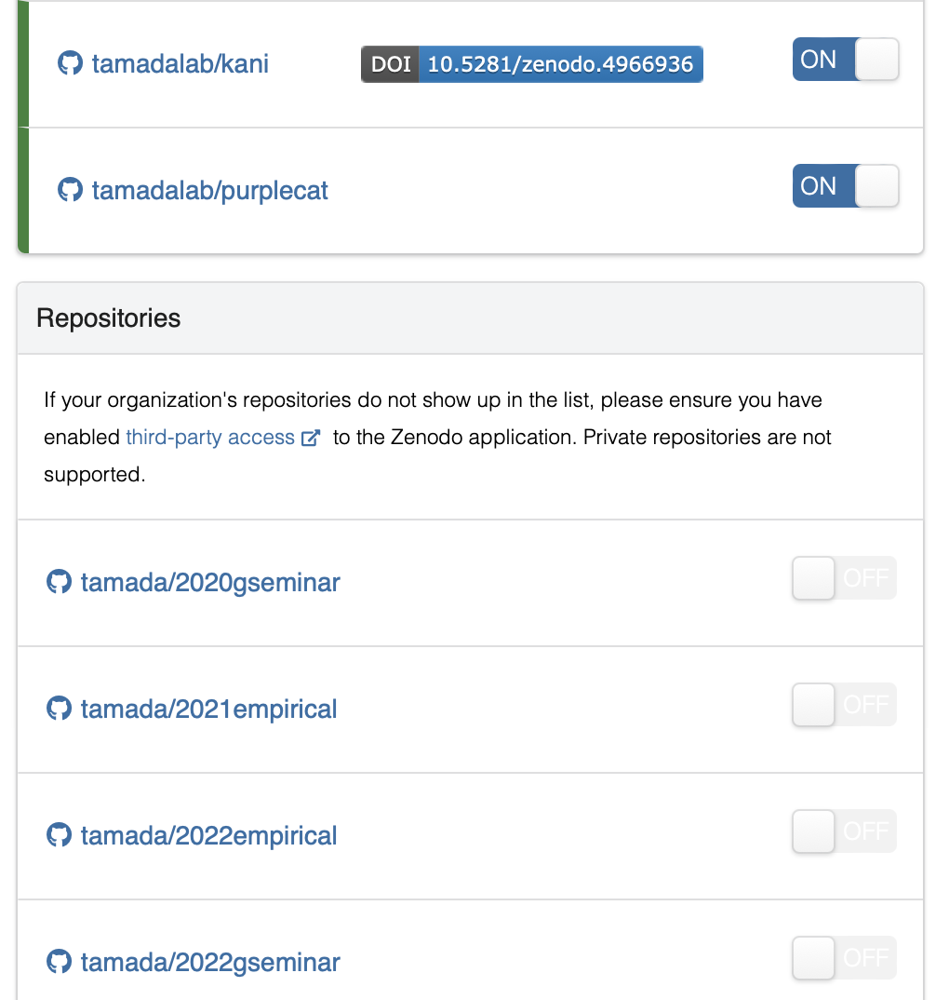 tamadalab/kani DOI 10.5281/zenodo.4966936 ON
tamadalab/purplecat ON
Repositories
If your organization's repositories do not show up in the list, please ensure you have
enabled third-party access to the Zenodo application. Private repositories are not
supported.
tamada/2020gseminar OFF
tamada/2021empirical OFF
tamada/2022empirical OFF
tamada/2022gseminar OFF